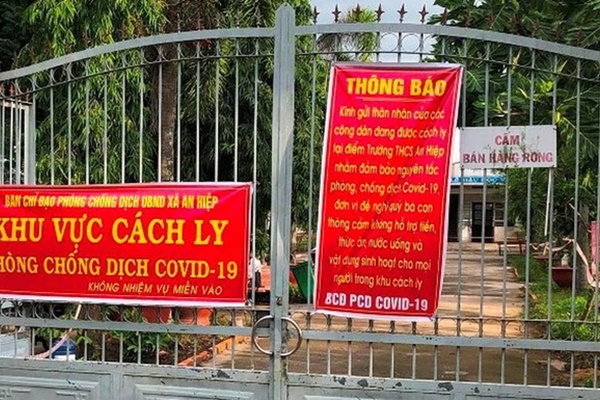 BAN CHỈ ĐẠO PHÒNG CHỐNG DỊCH UBND XÃ AN HIỆP
KHU VỰC CÁCH LY
PHÒNG CHỐNG DỊCH COVID-19
KHÔNG NHIỆM VỤ MIỄN VÀO
THÔNG BÁO
Kính gửi thân nhân của các
công dân đang được cách ly
tại điểm Trường THCS An Hiệp
nhằm đảm bảo nguyên tắc
phòng, chống dịch Covid-19,
đơn vị đề nghị quý bà con
thông cảm không hỗ trợ tiền,
thức ăn, nước uống và
vật dụng sinh hoạt cho mọi
người trong khu cách ly
BCĐ PCD COVID-19
CẤM
BÁN HÀNG RONG